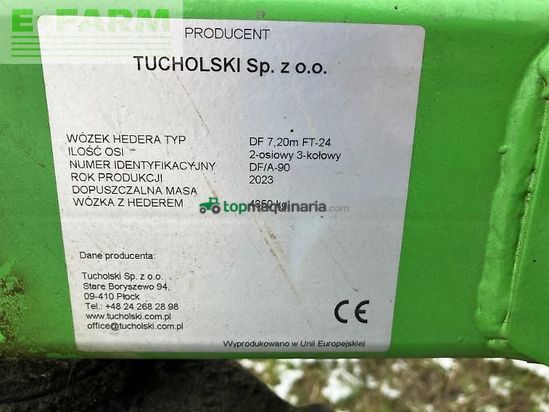 E-FARM
PRODUCENT
TUCHOLSKI Sp. z o.o.
WÓZEK HEDERA TYP DF 7,20m FT-24
ILOŚĆ OSI 2-osiowy 3-kołowy
NUMER IDENTYFIKACYJNY DF/A-90
ROK PRODUKCJI 2023
DOPUSZCZALNA MASA
WÓZKA Z HEDEREM 4350 kg
topmaquinaria.com
Dane producenta:
Tucholski Sp. z o.o.
Stare Boryszewo 94,
09-410 Płock
Tel.: +48 24 268 28 98
www.tucholski.com.pl
office@tucholski.com.pl
CE
Wyprodukowano w Unii Europejskiej